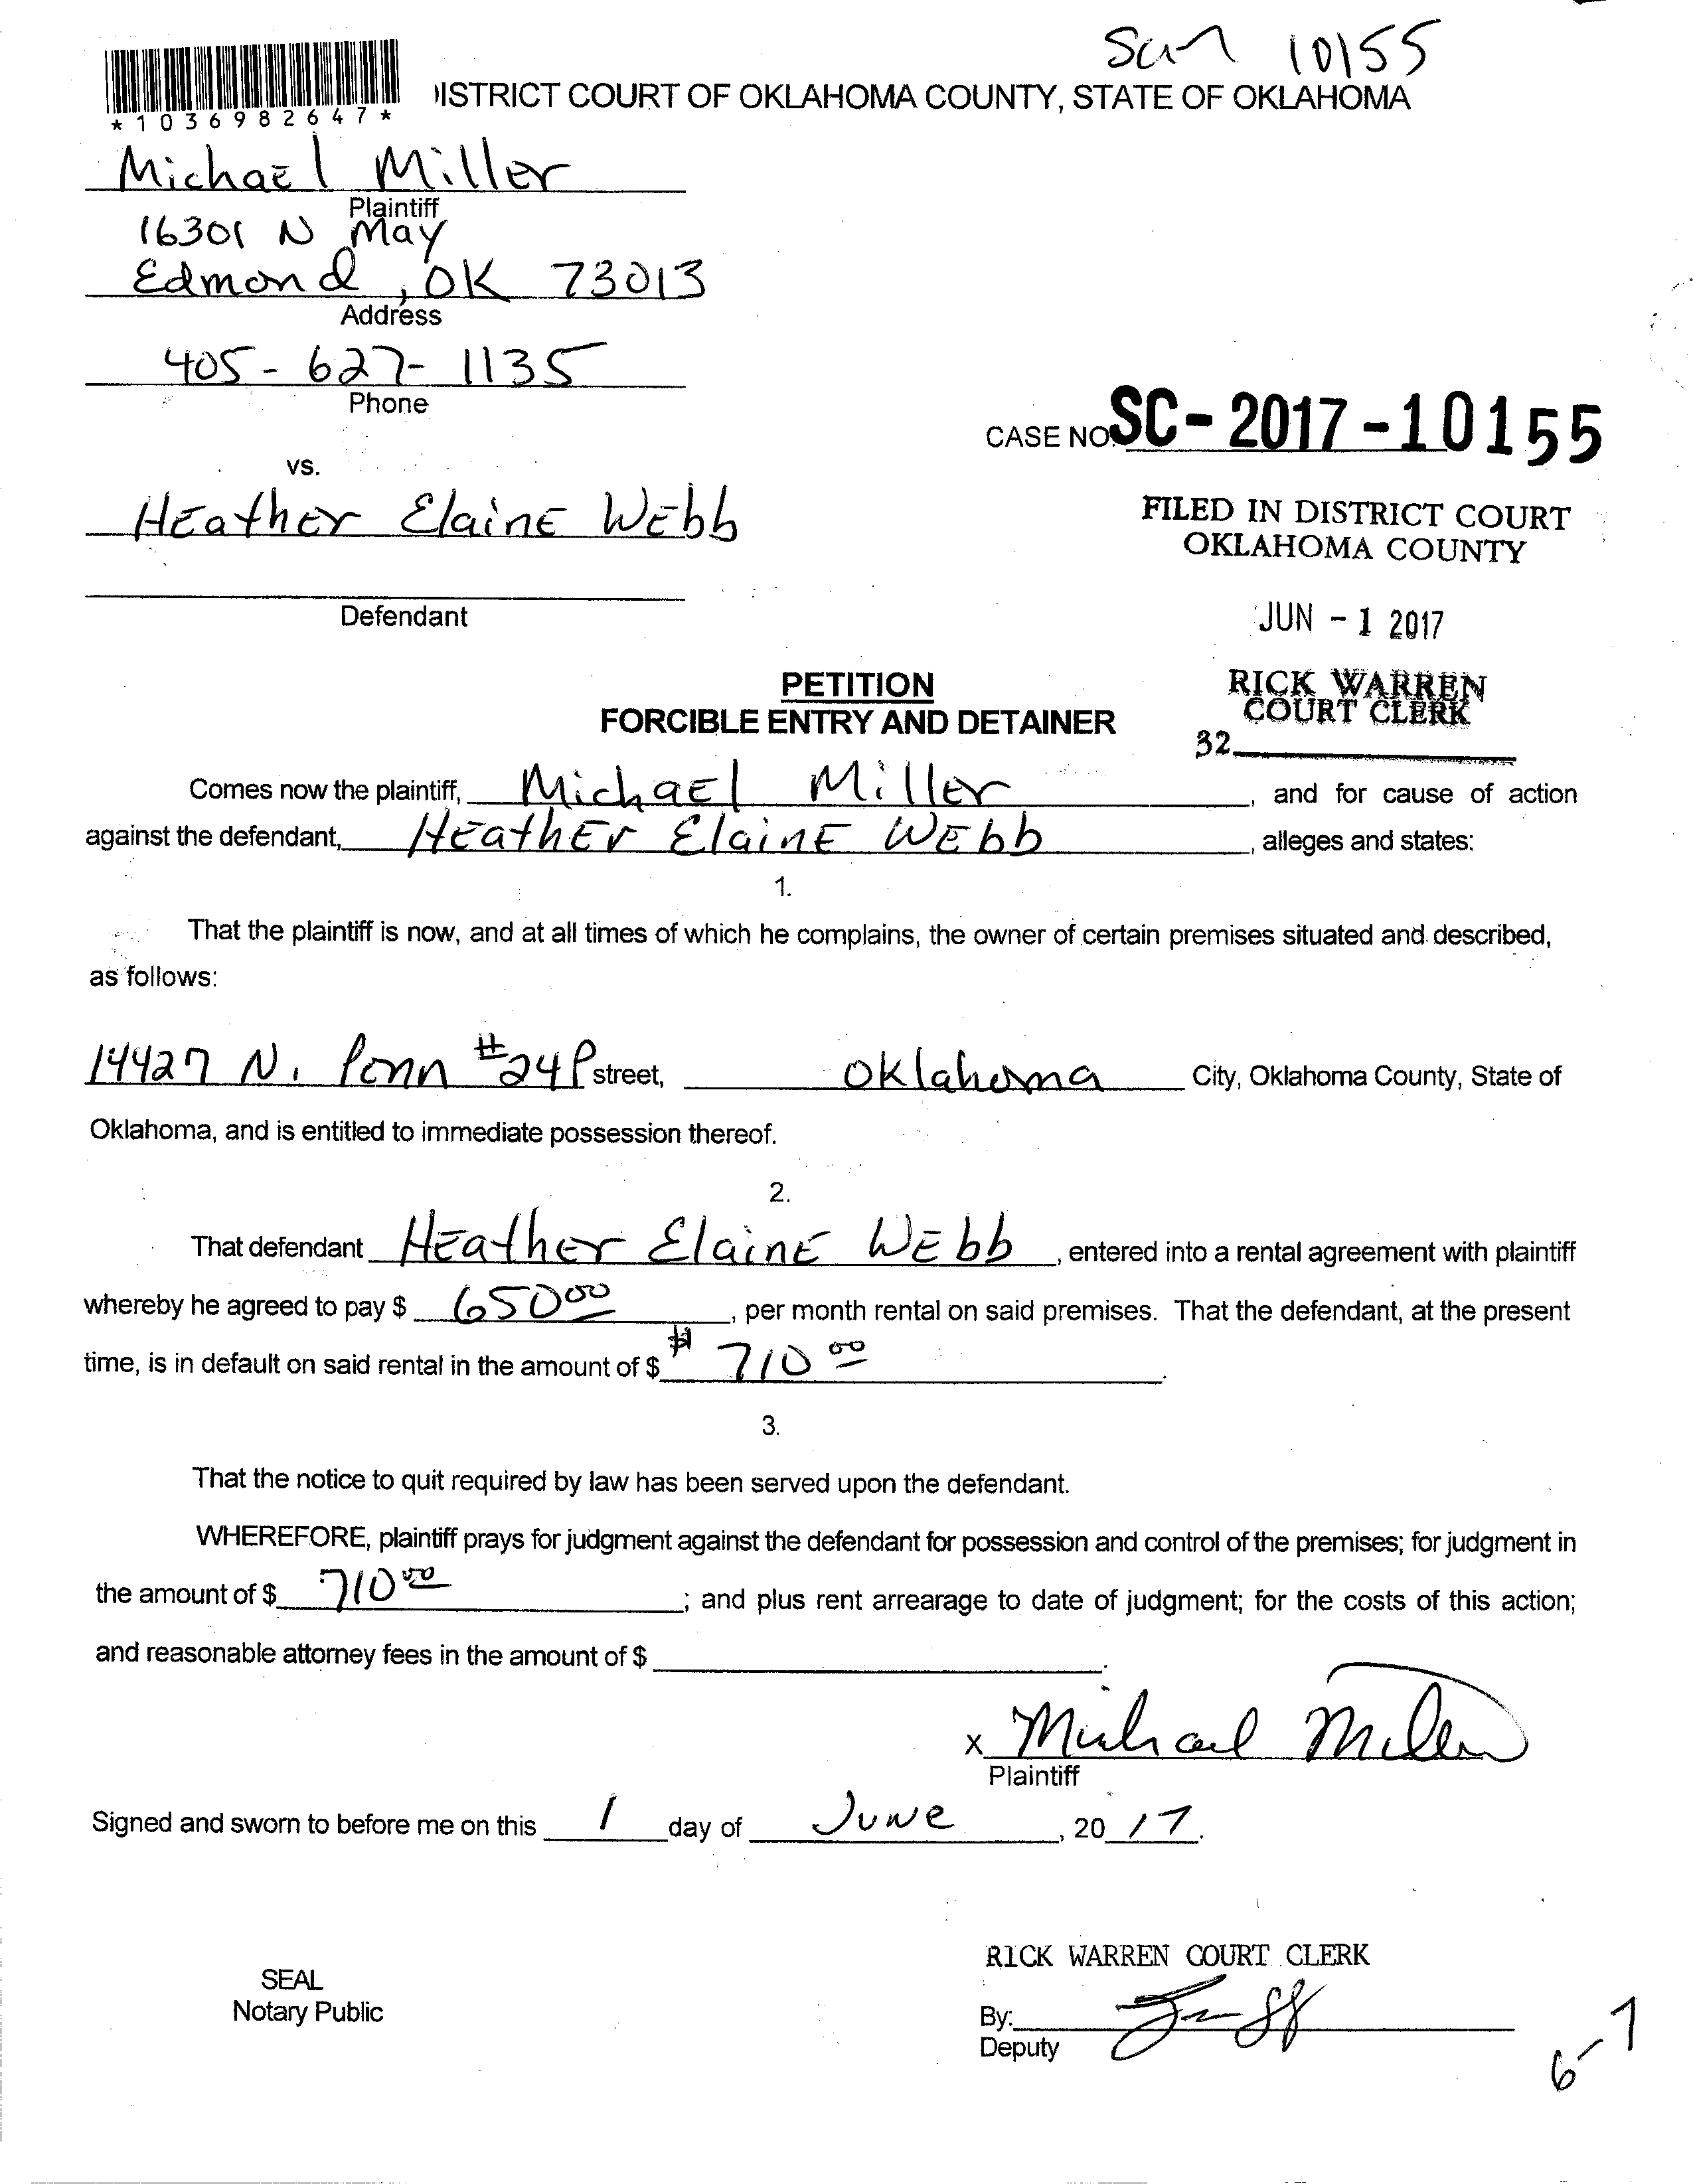 10155
ISTRICT COURT OF OKLAHOMA COUNTY, STATE OF OKLAHOMA
*1036982647*
Michael Miller
Plaintiff
16301 N May
Edmond, OK 73013
Address
405-627-1135
Phone
CASE NO. SC-2017-10155
vs.
Heather Elaine Webb
Defendant
FILED IN DISTRICT COURT
OKLAHOMA COUNTY
JUN - 1 2017
RICK WARREN
COURT CLERK
32
PETITION
FORCIBLE ENTRY AND DETAINER
Comes now the plaintiff, Michael Miller, and for cause of action
against the defendant, Heather Elaine Webb, alleges and states:
1.
That the plaintiff is now, and at all times of which he complains, the owner of certain premises situated and described,
as follows:
14427 N. Penn #24P street, Oklahoma City, Oklahoma County, State of
Oklahoma, and is entitled to immediate possession thereof.
2.
That defendant Heather Elaine Webb, entered into a rental agreement with plaintiff
whereby he agreed to pay $ 650 00, per month rental on said premises. That the defendant, at the present
time, is in default on said rental in the amount of $ $ 710 00.
3.
That the notice to quit required by law has been served upon the defendant.
WHEREFORE, plaintiff prays for judgment against the defendant for possession and control of the premises; for judgment in
the amount of $ 710 00; and plus rent arrearage to date of judgment; for the costs of this action;
and reasonable attorney fees in the amount of $
x Michael Miller
Plaintiff
Signed and sworn to before me on this 1 day of June, 20 17.
SEAL
Notary Public
RICK WARREN COURT CLERK
By:
Deputy
6-7